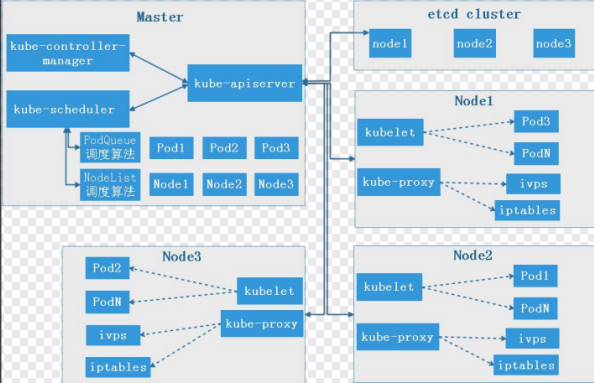 Master
kube-controller-
manager
kube-scheduler
kube-apiserver
PodQueue
调度算法
Pod1
Pod2
Pod3
NodeList
调度算法
Node1
Node2
Node3
etcd cluster
node1
node2
node3
Node1
kubelet
Pod3
PodN
kube-proxy
ivps
iptables
Node3
Pod2
PodN
kubelet
kube-proxy
ivps
iptables
Node2
kubelet
Pod1
PodN
kube-proxy
ivps
iptables